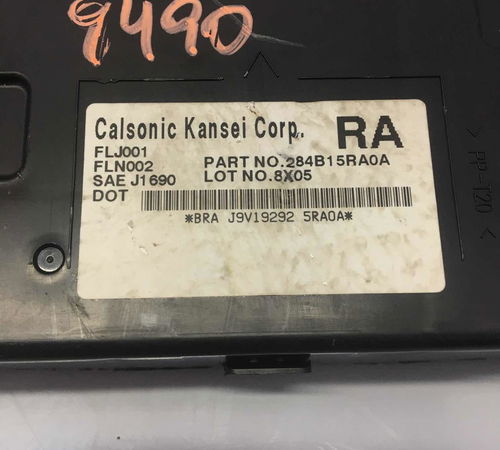 9490
Calsonic Kansei Corp. RA
FLJ001
FLN002 PART NO.284B15RA0A
SAE J1690 LOT NO.8X05
DOT
*BRA J9V19292 5RA0A*
> PP-T20 <